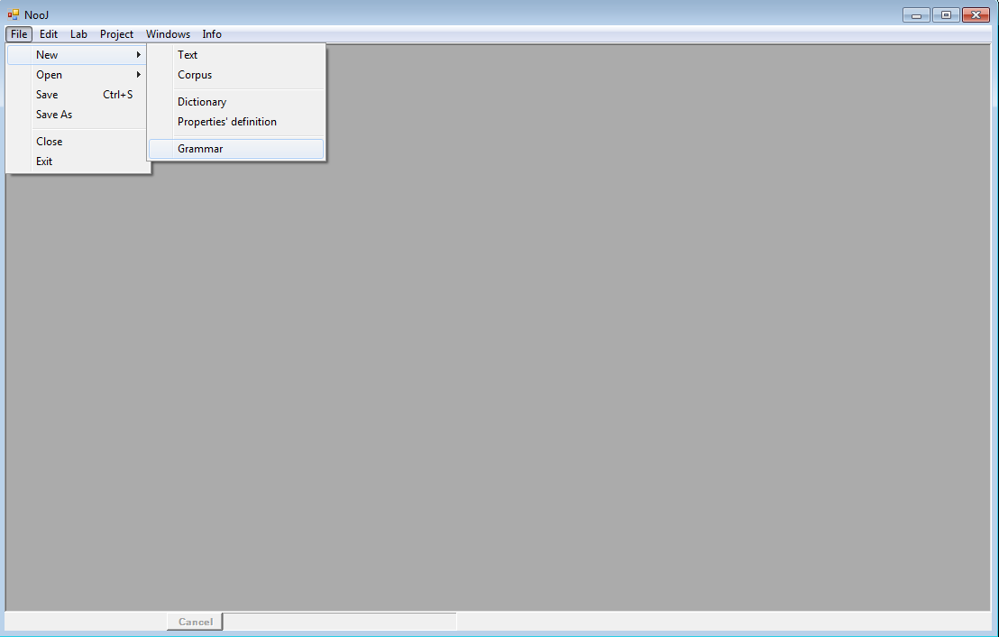 NooJ
File Edit Lab Project Windows Info
New
Open
Save Ctrl+S
Save As
Close
Exit
Text
Corpus
Dictionary
Properties' definition
Grammar
Cancel